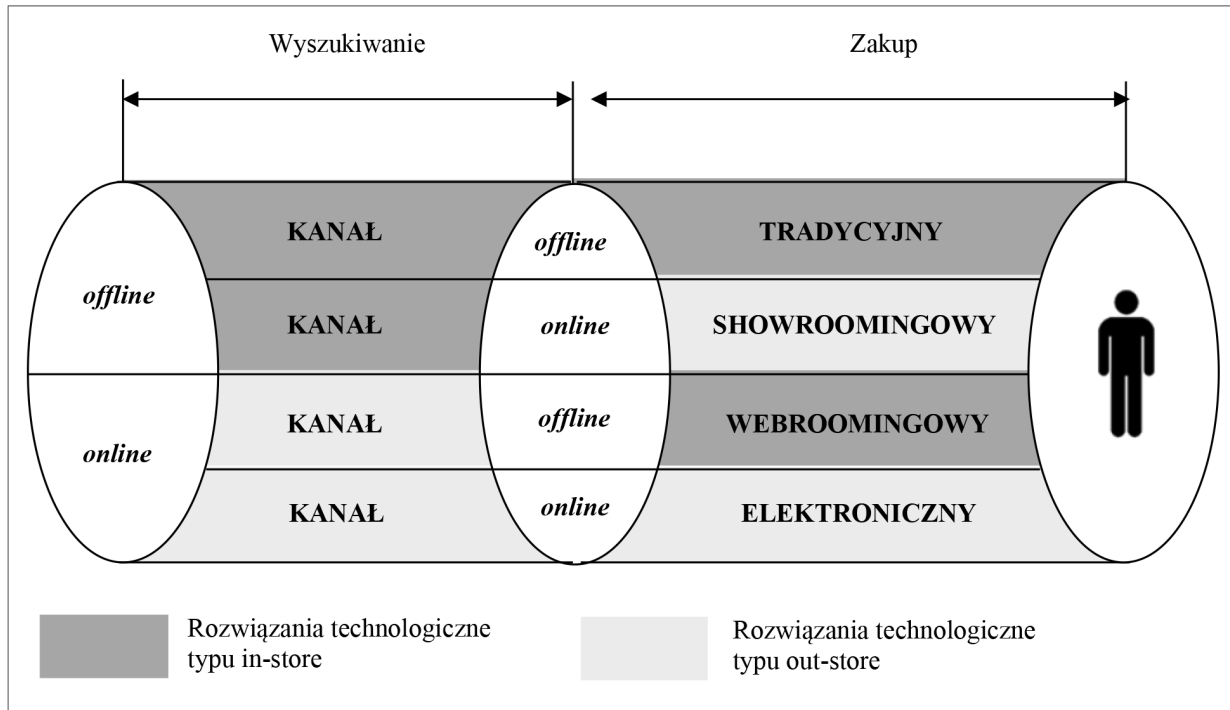 Wyszukiwanie
Zakup
KANAŁ
offline
TRADYCYJNY
offline
KANAŁ
online
SHOWROOMINGOWY
KANAŁ
offline
WEBROOMINGOWY
online
KANAŁ
online
ELEKTRONICZNY
Rozwiązania technologiczne
typu in-store
Rozwiązania technologiczne
typu out-store